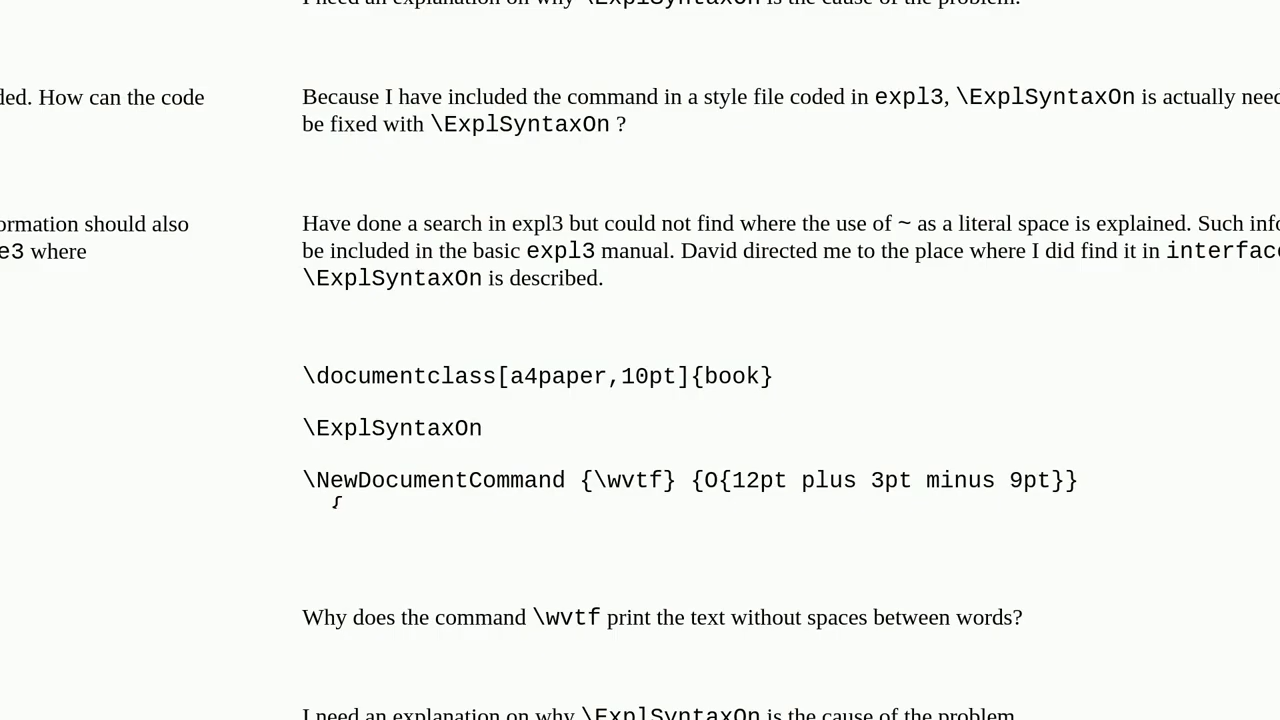 I need an explanation on why \ExplSyntaxOn is the cause of the problem.
ded. How can the code
Because I have included the command in a style file coded in expl3, \ExplSyntaxOn is actually need
be fixed with \ExplSyntaxOn ?
ormation should also
e3 where
Have done a search in expl3 but could not find where the use of ~ as a literal space is explained. Such info
be included in the basic expl3 manual. David directed me to the place where I did find it in interface
\ExplSyntaxOn is described.
\documentclass[a4paper,10pt]{book}
\ExplSyntaxOn
\NewDocumentCommand {\wvtf} {O{12pt plus 3pt minus 9pt}}
{
Why does the command \wvtf print the text without spaces between words?
I need an explanation on why \ExplSyntaxOn is the cause of the problem.